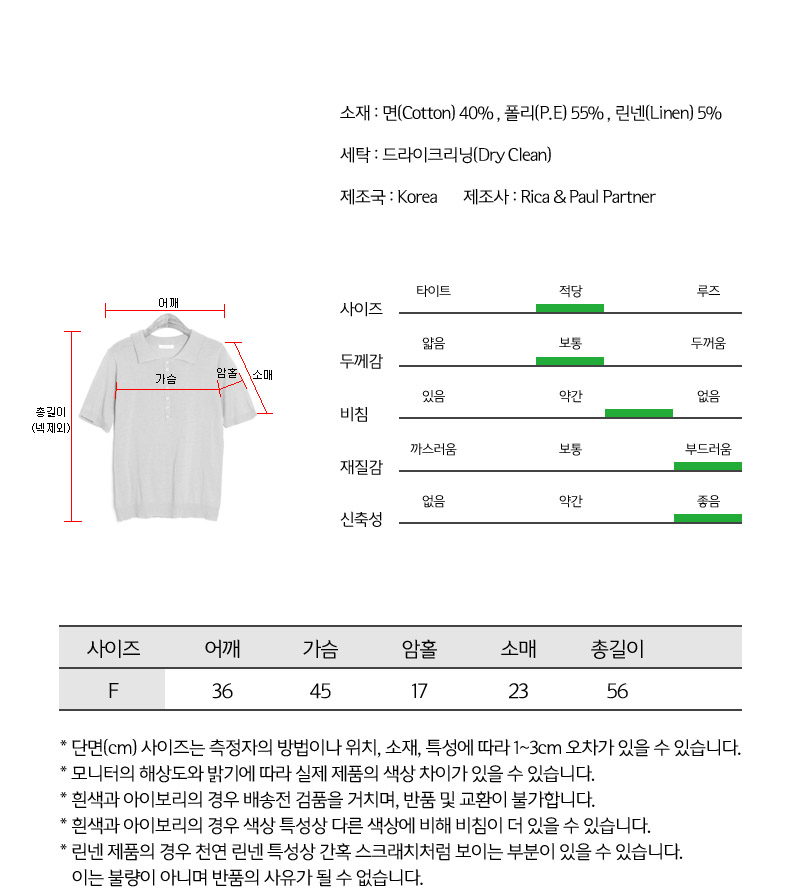 소재 : 면(Cotton) 40% , 폴리(P.E) 55% , 린넨(Linen) 5%
세탁 : 드라이크리닝(Dry Clean)
제조국 : Korea 제조사 : Rica & Paul Partner
어깨
가슴
암홀
소매
총길이
(넥제외)
타이트 적당 루즈
사이즈
얇음 보통 두꺼움
두께감
있음 약간 없음
비침
까스러움 보통 부드러움
재질감
없음 약간 좋음
신축성
사이즈 어깨 가슴 암홀 소매 총길이
F 36 45 17 23 56
* 단면(cm) 사이즈는 측정자의 방법이나 위치, 소재, 특성에 따라 1~3cm 오차가 있을 수 있습니다.
* 모니터의 해상도와 밝기에 따라 실제 제품의 색상 차이가 있을 수 있습니다.
* 흰색과 아이보리의 경우 배송전 검품을 거치며, 반품 및 교환이 불가합니다.
* 흰색과 아이보리의 경우 색상 특성상 다른 색상에 비해 비침이 더 있을 수 있습니다.
* 린넨 제품의 경우 천연 린넨 특성상 간혹 스크래치처럼 보이는 부분이 있을 수 있습니다.
이는 불량이 아니며 반품의 사유가 될 수 없습니다.